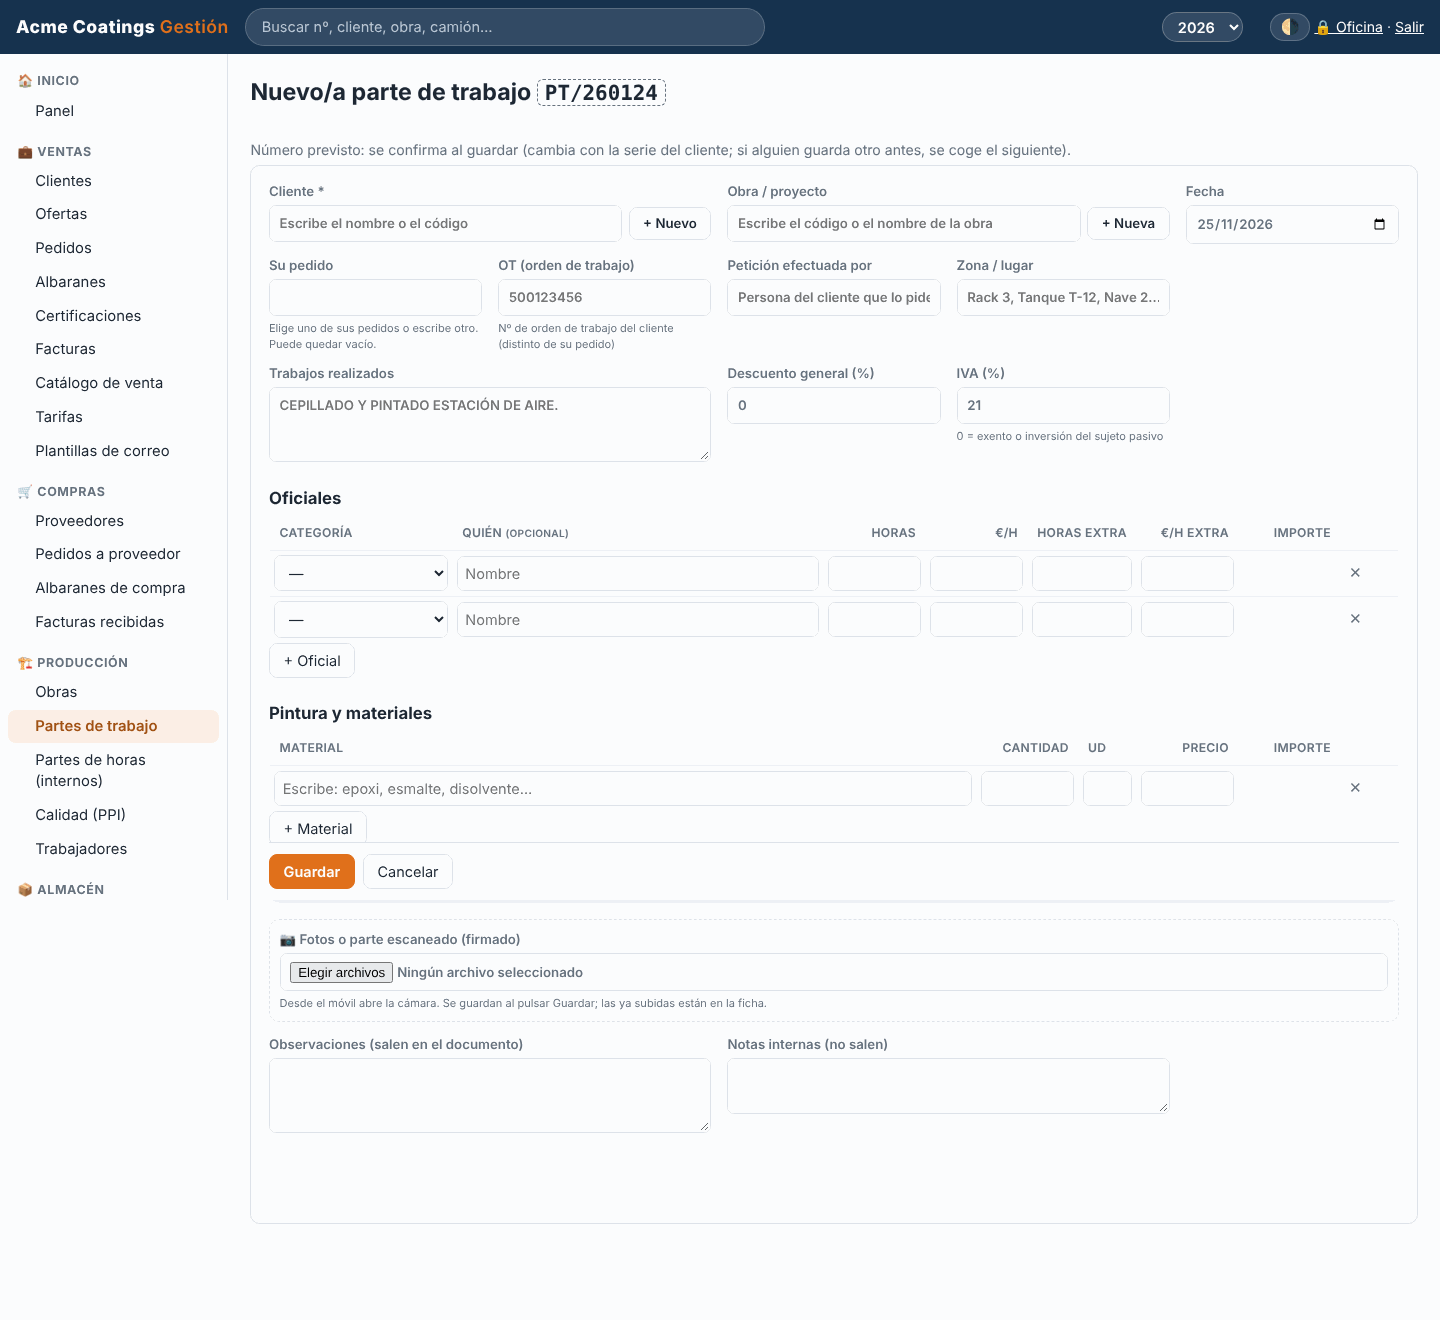 Acme Coatings Gestión
Buscar nº, cliente, obra, camión...
2026
🔒 Oficina · Salir
🏠 INICIO
Panel
💼 VENTAS
Clientes
Ofertas
Pedidos
Albaranes
Certificaciones
Facturas
Catálogo de venta
Tarifas
Plantillas de correo
🛒 COMPRAS
Proveedores
Pedidos a proveedor
Albaranes de compra
Facturas recibidas
🏗️ PRODUCCIÓN
Obras
Partes de trabajo
Partes de horas
(internos)
Calidad (PPI)
Trabajadores
📦 ALMACÉN
Nuevo/a parte de trabajo PT/260124
Número previsto: se confirma al guardar (cambia con la serie del cliente; si alguien guarda otro antes, se coge el siguiente).
Cliente *
Escribe el nombre o el código
+ Nuevo
Obra / proyecto
Escribe el código o el nombre de la obra
+ Nueva
Fecha
25/11/2026
Su pedido
Elige uno de sus pedidos o escribe otro.
Puede quedar vacío.
OT (orden de trabajo)
500123456
Nº de orden de trabajo del cliente
(distinto de su pedido)
Petición efectuada por
Persona del cliente que lo pide
Zona / lugar
Rack 3, Tanque T-12, Nave 2...
Trabajos realizados
CEPILLADO Y PINTADO ESTACIÓN DE AIRE.
Descuento general (%)
0
IVA (%)
21
0 = exento o inversión del sujeto pasivo
Oficiales
CATEGORÍA QUIÉN (OPCIONAL) HORAS €/H HORAS EXTRA €/H EXTRA IMPORTE
— Nombre ✕
— Nombre ✕
+ Oficial
Pintura y materiales
MATERIAL CANTIDAD UD PRECIO IMPORTE
Escribe: epoxi, esmalte, disolvente... ✕
+ Material
Guardar Cancelar
📷 Fotos o parte escaneado (firmado)
Elegir archivos Ningún archivo seleccionado
Desde el móvil abre la cámara. Se guardan al pulsar Guardar; las ya subidas están en la ficha.
Observaciones (salen en el documento)
Notas internas (no salen)